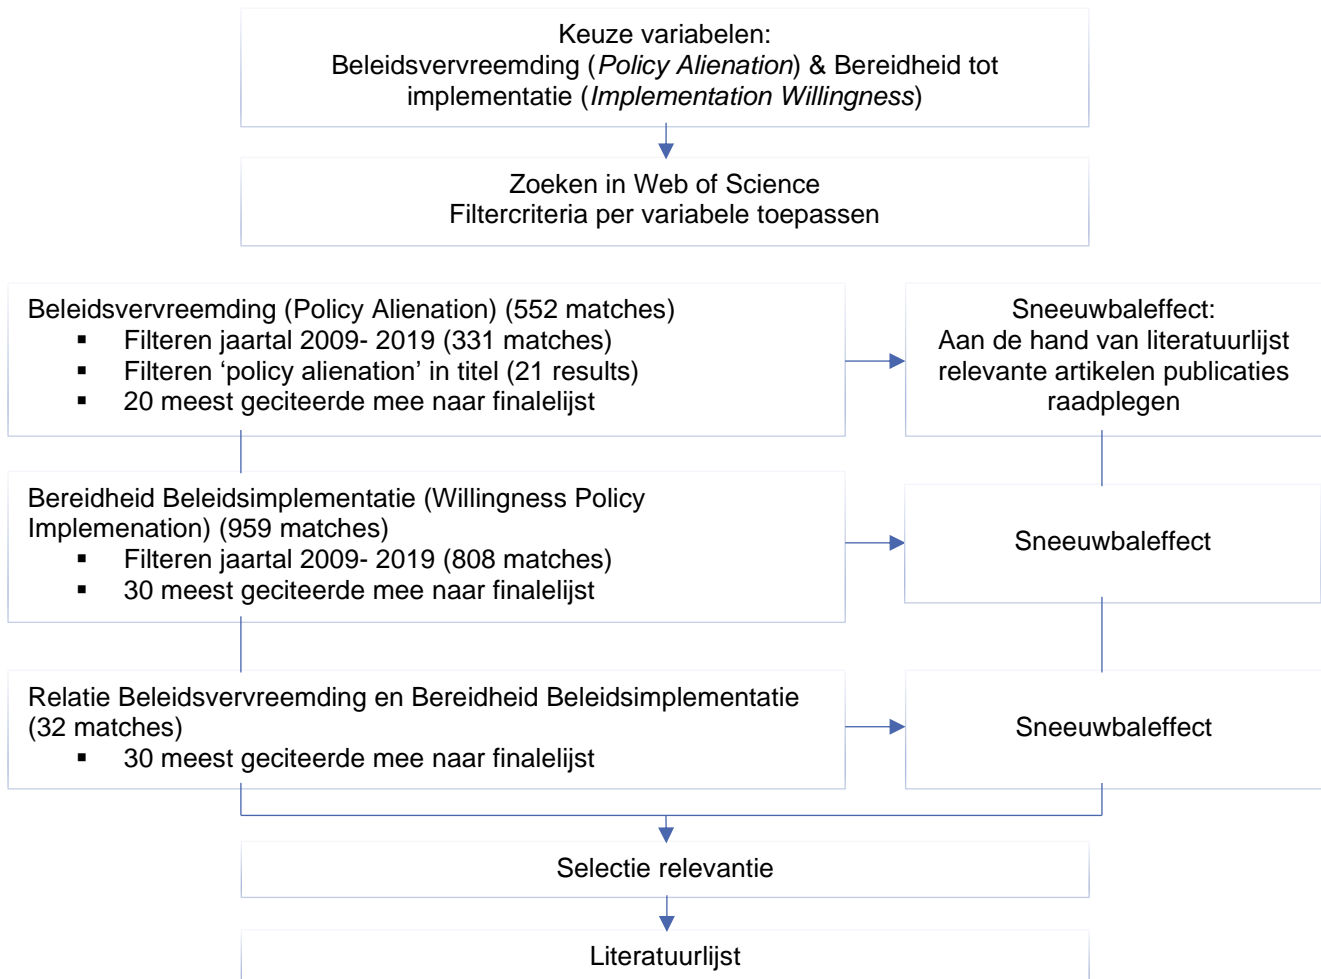 Keuze variabelen:
Beleidsvervreemding (Policy Alienation) & Bereidheid tot
implementatie (Implementation Willingness)
Zoeken in Web of Science
Filtercriteria per variabele toepassen
Beleidsvervreemding (Policy Alienation) (552 matches)
▪ Filteren jaartal 2009- 2019 (331 matches)
▪ Filteren ‘policy alienation’ in titel (21 results)
▪ 20 meest geciteerde mee naar finalelijst
Sneeuwbaleffect:
Aan de hand van literatuurlijst
relevante artikelen publicaties
raadplegen
Bereidheid Beleidsimplementatie (Willingness Policy
Implemenation) (959 matches)
▪ Filteren jaartal 2009- 2019 (808 matches)
▪ 30 meest geciteerde mee naar finalelijst
Sneeuwbaleffect
Relatie Beleidsvervreemding en Bereidheid Beleidsimplementatie
(32 matches)
▪ 30 meest geciteerde mee naar finalelijst
Sneeuwbaleffect
Selectie relevantie
Literatuurlijst